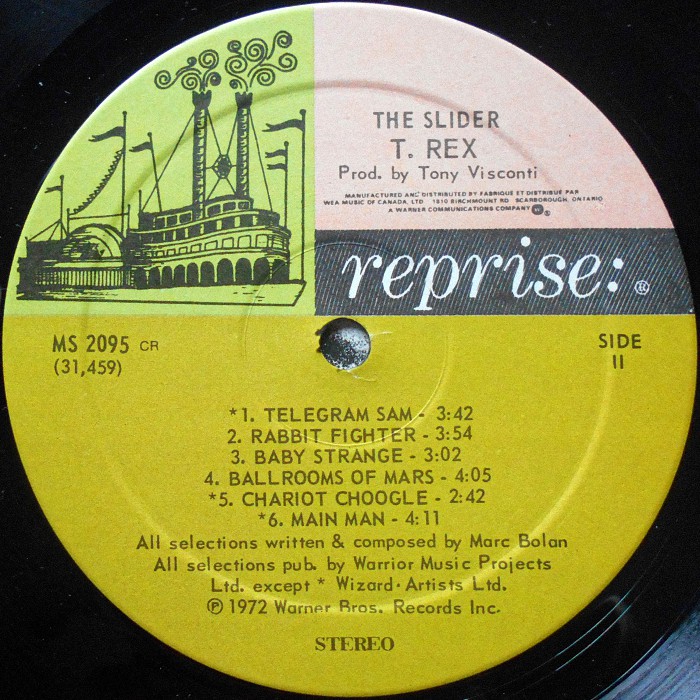 THE SLIDER
T. REX
Prod. by Tony Visconti
MANUFACTURED AND DISTRIBUTED BY FABRIQUE ET DISTRIBUÉ PAR
WEA MUSIC OF CANADA, LTD 1810 BIRCHMOUNT RD SCARBOROUGH, ONTARIO
A WARNER COMMUNICATIONS COMPANY ®
reprise: ®
MS 2095 CR
(31,459)
SIDE
II
*1. TELEGRAM SAM - 3:42
2. RABBIT FIGHTER - 3:54
3. BABY STRANGE - 3:02
4. BALLROOMS OF MARS - 4:05
*5. CHARIOT CHOOGLE - 2:42
*6. MAIN MAN - 4:11
All selections written & composed by Marc Bolan
All selections pub. by Warrior Music Projects
Ltd. except * Wizard·Artists Ltd.
℗ 1972 Warner Bros. Records Inc.
STEREO